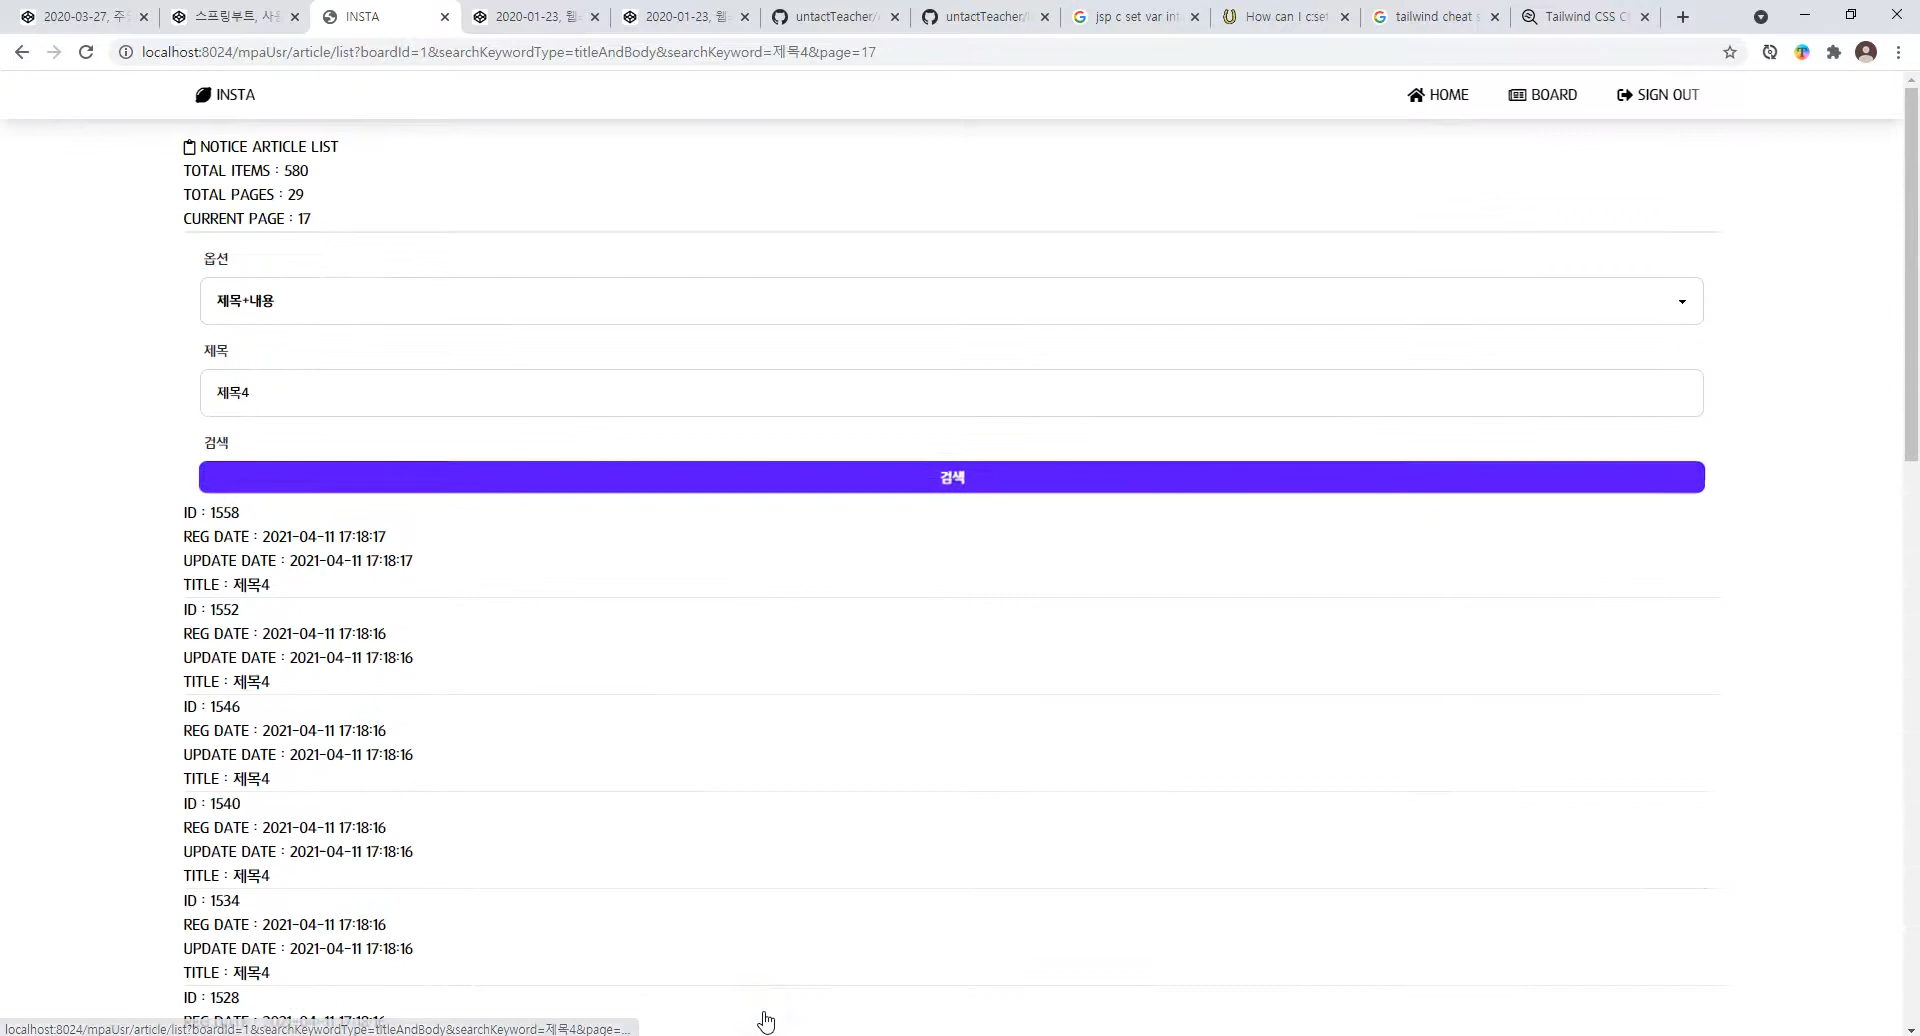 2020-03-27, 주
스프링부트, 사
INSTA
2020-01-23, 웹
2020-01-23, 웹
untactTeacher/
untactTeacher/
jsp c set var int
How can I c:set
tailwind cheat s
Tailwind CSS C
localhost:8024/mpaUsr/article/list?boardId=1&searchKeywordType=titleAndBody&searchKeyword=제목4&page=17
INSTA
HOME
BOARD
SIGN OUT
NOTICE ARTICLE LIST
TOTAL ITEMS : 580
TOTAL PAGES : 29
CURRENT PAGE : 17
옵션
제목+내용
제목
제목4
검색
검색
ID : 1558
REG DATE : 2021-04-11 17:18:17
UPDATE DATE : 2021-04-11 17:18:17
TITLE : 제목4
ID : 1552
REG DATE : 2021-04-11 17:18:16
UPDATE DATE : 2021-04-11 17:18:16
TITLE : 제목4
ID : 1546
REG DATE : 2021-04-11 17:18:16
UPDATE DATE : 2021-04-11 17:18:16
TITLE : 제목4
ID : 1540
REG DATE : 2021-04-11 17:18:16
UPDATE DATE : 2021-04-11 17:18:16
TITLE : 제목4
ID : 1534
REG DATE : 2021-04-11 17:18:16
UPDATE DATE : 2021-04-11 17:18:16
TITLE : 제목4
ID : 1528
localhost:8024/mpaUsr/article/list?boardId=1&searchKeywordType=titleAndBody&searchKeyword=제목4&page=...